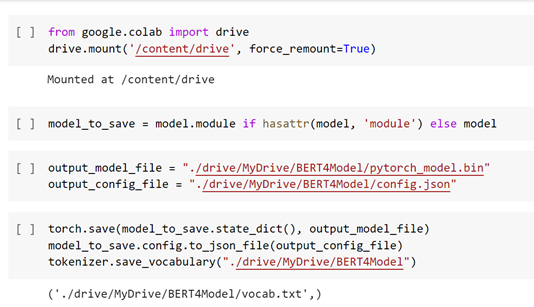 [ ] from google.colab import drive
drive.mount('/content/drive', force_remount=True)
Mounted at /content/drive
[ ] model_to_save = model.module if hasattr(model, 'module') else model
[ ] output_model_file = "./drive/MyDrive/BERT4Model/pytorch_model.bin"
output_config_file = "./drive/MyDrive/BERT4Model/config.json"
[ ] torch.save(model_to_save.state_dict(), output_model_file)
model_to_save.config.to_json_file(output_config_file)
tokenizer.save_vocabulary("./drive/MyDrive/BERT4Model")
('./drive/MyDrive/BERT4Model/vocab.txt',)